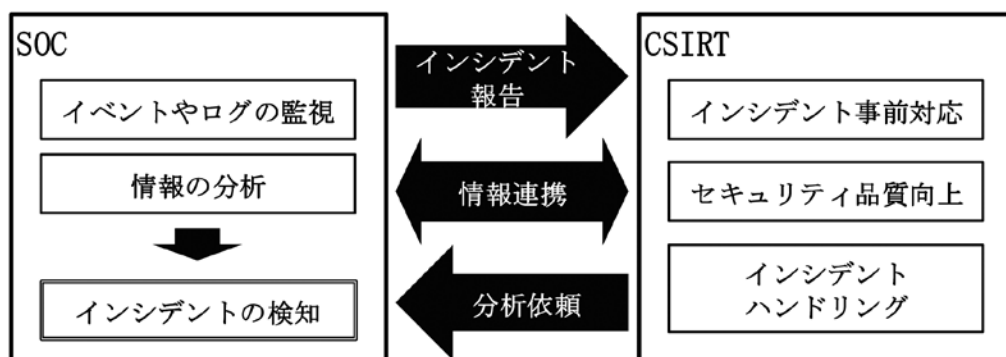 SOC
イベントやログの監視
情報の分析
インシデントの検知
インシデント
報告
情報連携
分析依頼
CSIRT
インシデント事前対応
セキュリティ品質向上
インシデント
ハンドリング